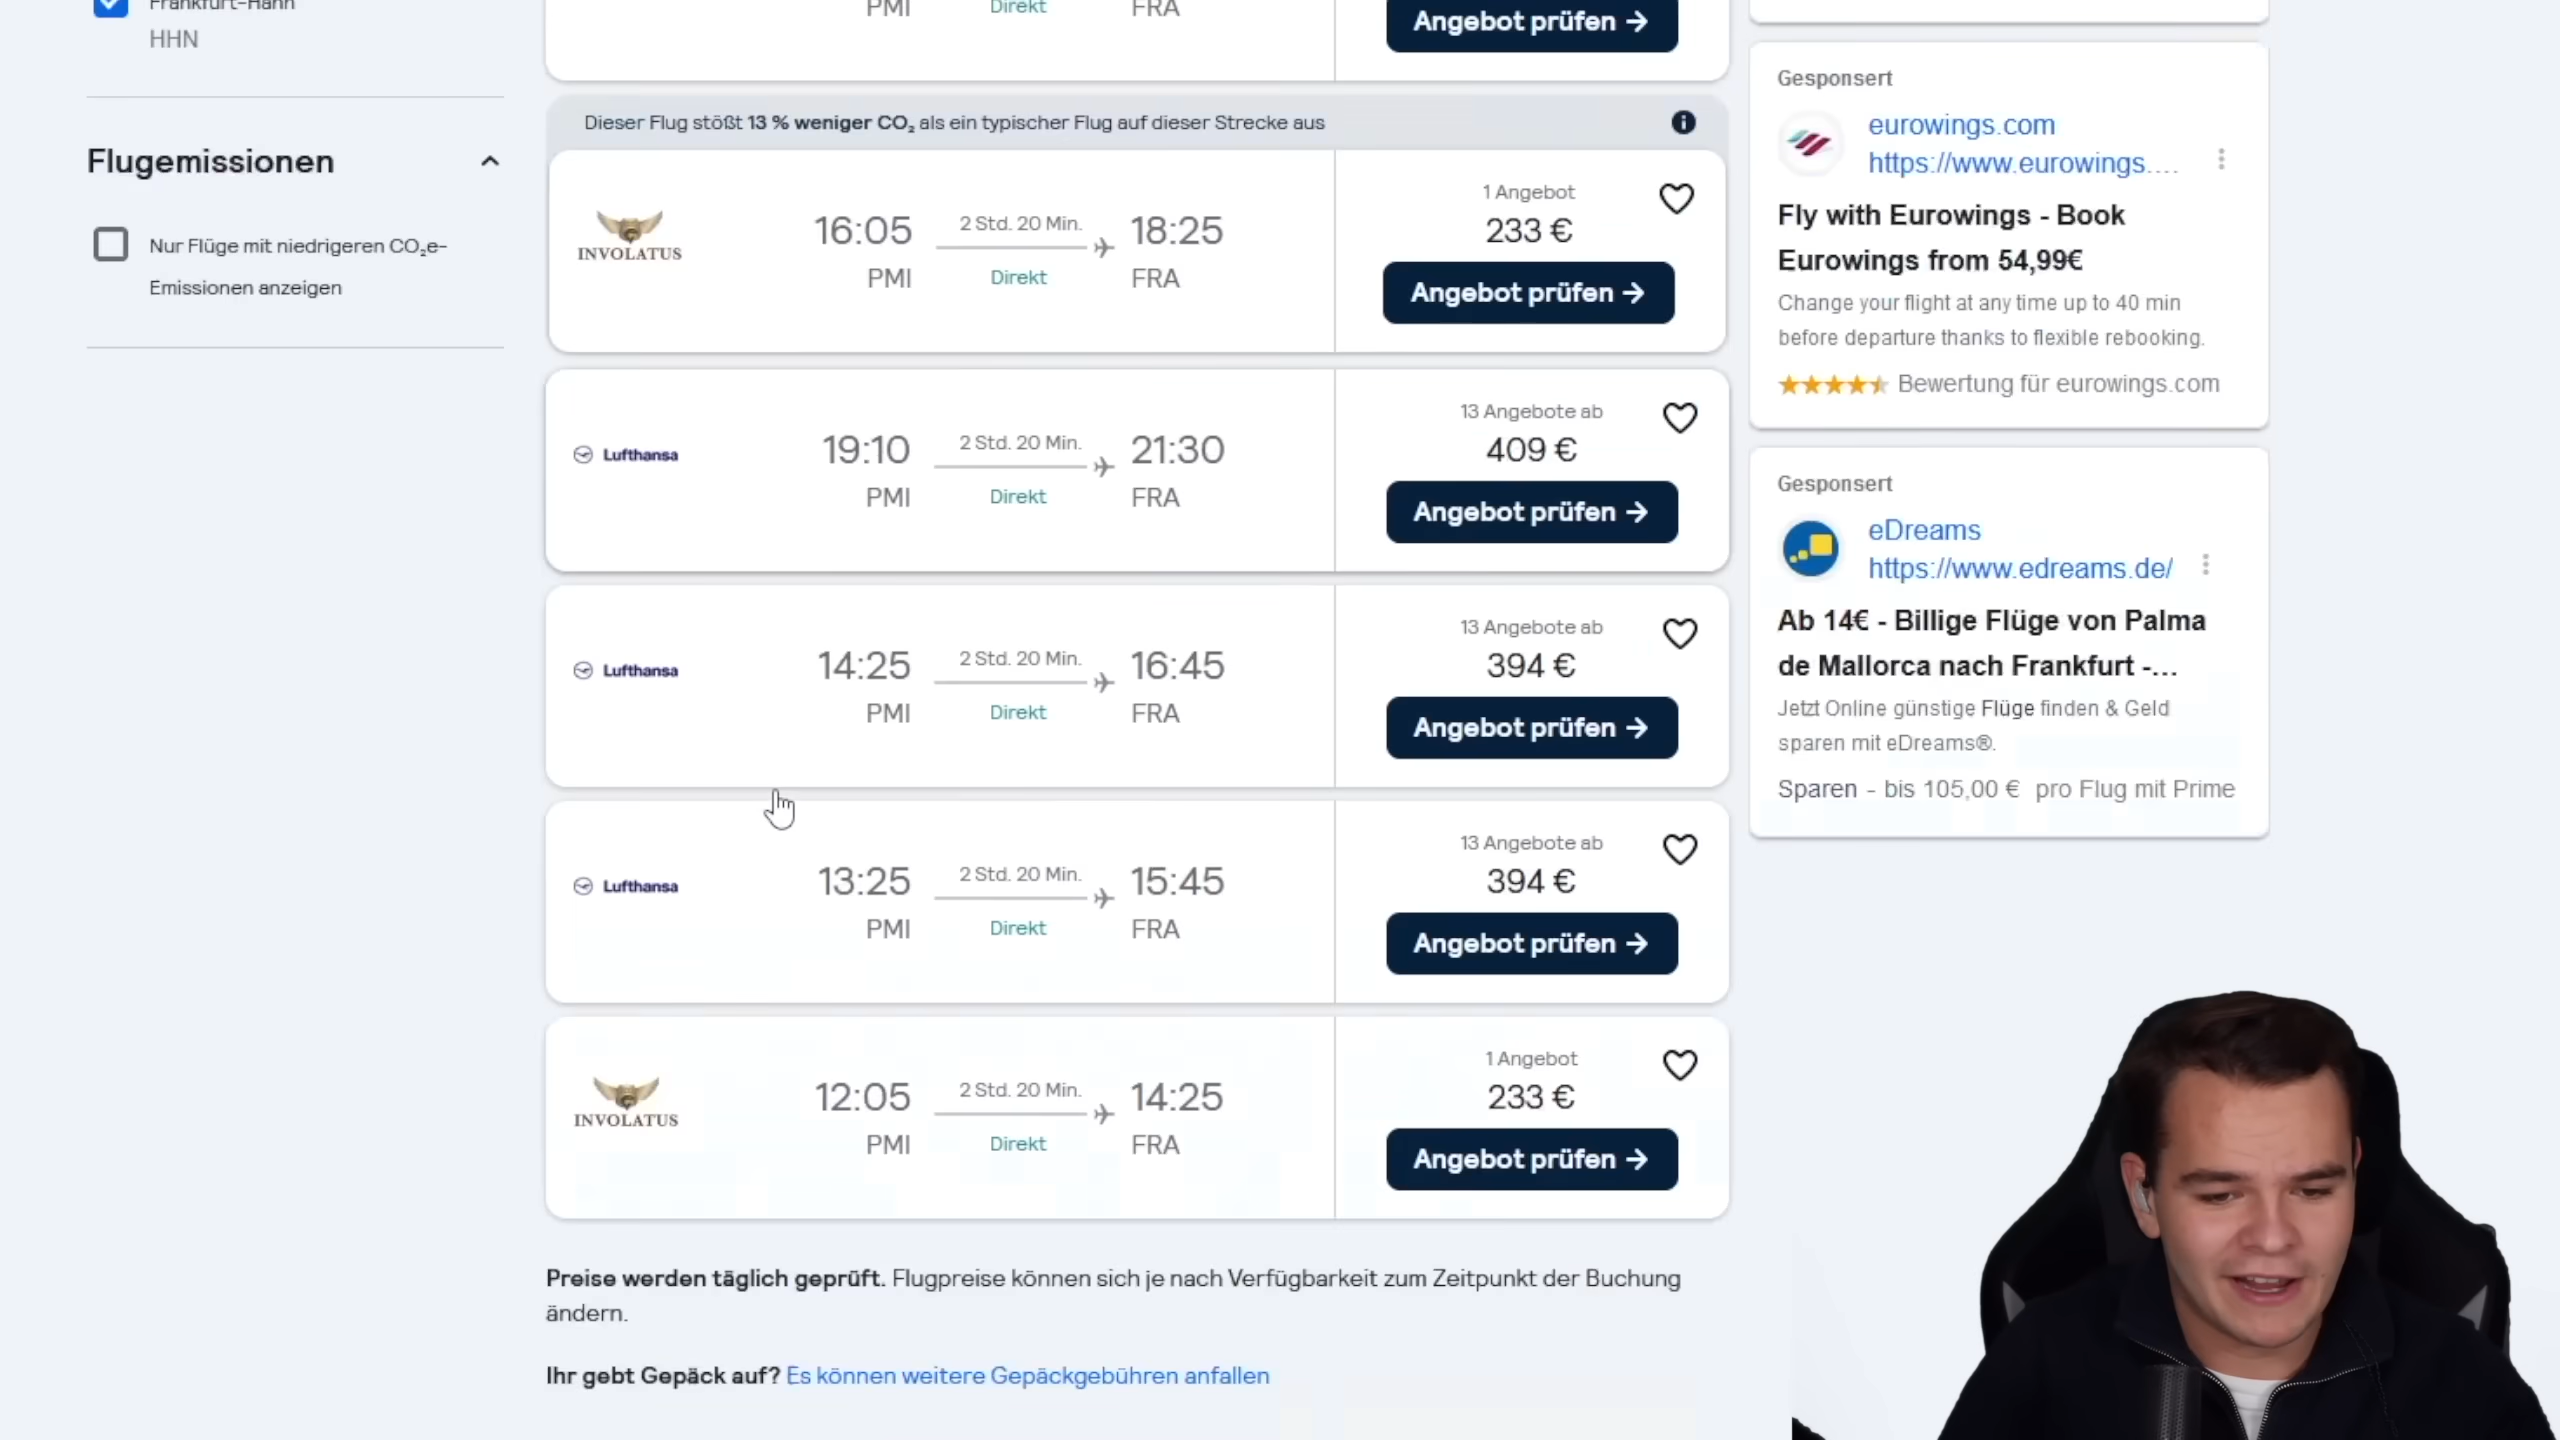 Frankfurt-Hahn
HHN
Flugemissionen
Nur Flüge mit niedrigeren CO₂e-
Emissionen anzeigen
PMI
Direkt
FRA
Angebot prüfen →
Dieser Flug stößt 13 % weniger CO₂ als ein typischer Flug auf dieser Strecke aus
INVOLATUS
16:05
2 Std. 20 Min.
18:25
PMI
Direkt
FRA
1 Angebot
233 €
Angebot prüfen →
Lufthansa
19:10
2 Std. 20 Min.
21:30
PMI
Direkt
FRA
13 Angebote ab
409 €
Angebot prüfen →
Lufthansa
14:25
2 Std. 20 Min.
16:45
PMI
Direkt
FRA
13 Angebote ab
394 €
Angebot prüfen →
Lufthansa
13:25
2 Std. 20 Min.
15:45
PMI
Direkt
FRA
13 Angebote ab
394 €
Angebot prüfen →
INVOLATUS
12:05
2 Std. 20 Min.
14:25
PMI
Direkt
FRA
1 Angebot
233 €
Angebot prüfen →
Preise werden täglich geprüft. Flugpreise können sich je nach Verfügbarkeit zum Zeitpunkt der Buchung
ändern.
Ihr gebt Gepäck auf? Es können weitere Gepäckgebühren anfallen
Gesponsert
eurowings.com
https://www.eurowings....
Fly with Eurowings - Book
Eurowings from 54,99€
Change your flight at any time up to 40 min
before departure thanks to flexible rebooking.
Bewertung für eurowings.com
Gesponsert
eDreams
https://www.edreams.de/
Ab 14€ - Billige Flüge von Palma
de Mallorca nach Frankfurt -...
Jetzt Online günstige Flüge finden & Geld
sparen mit eDreams®.
Sparen - bis 105,00 € pro Flug mit Prime